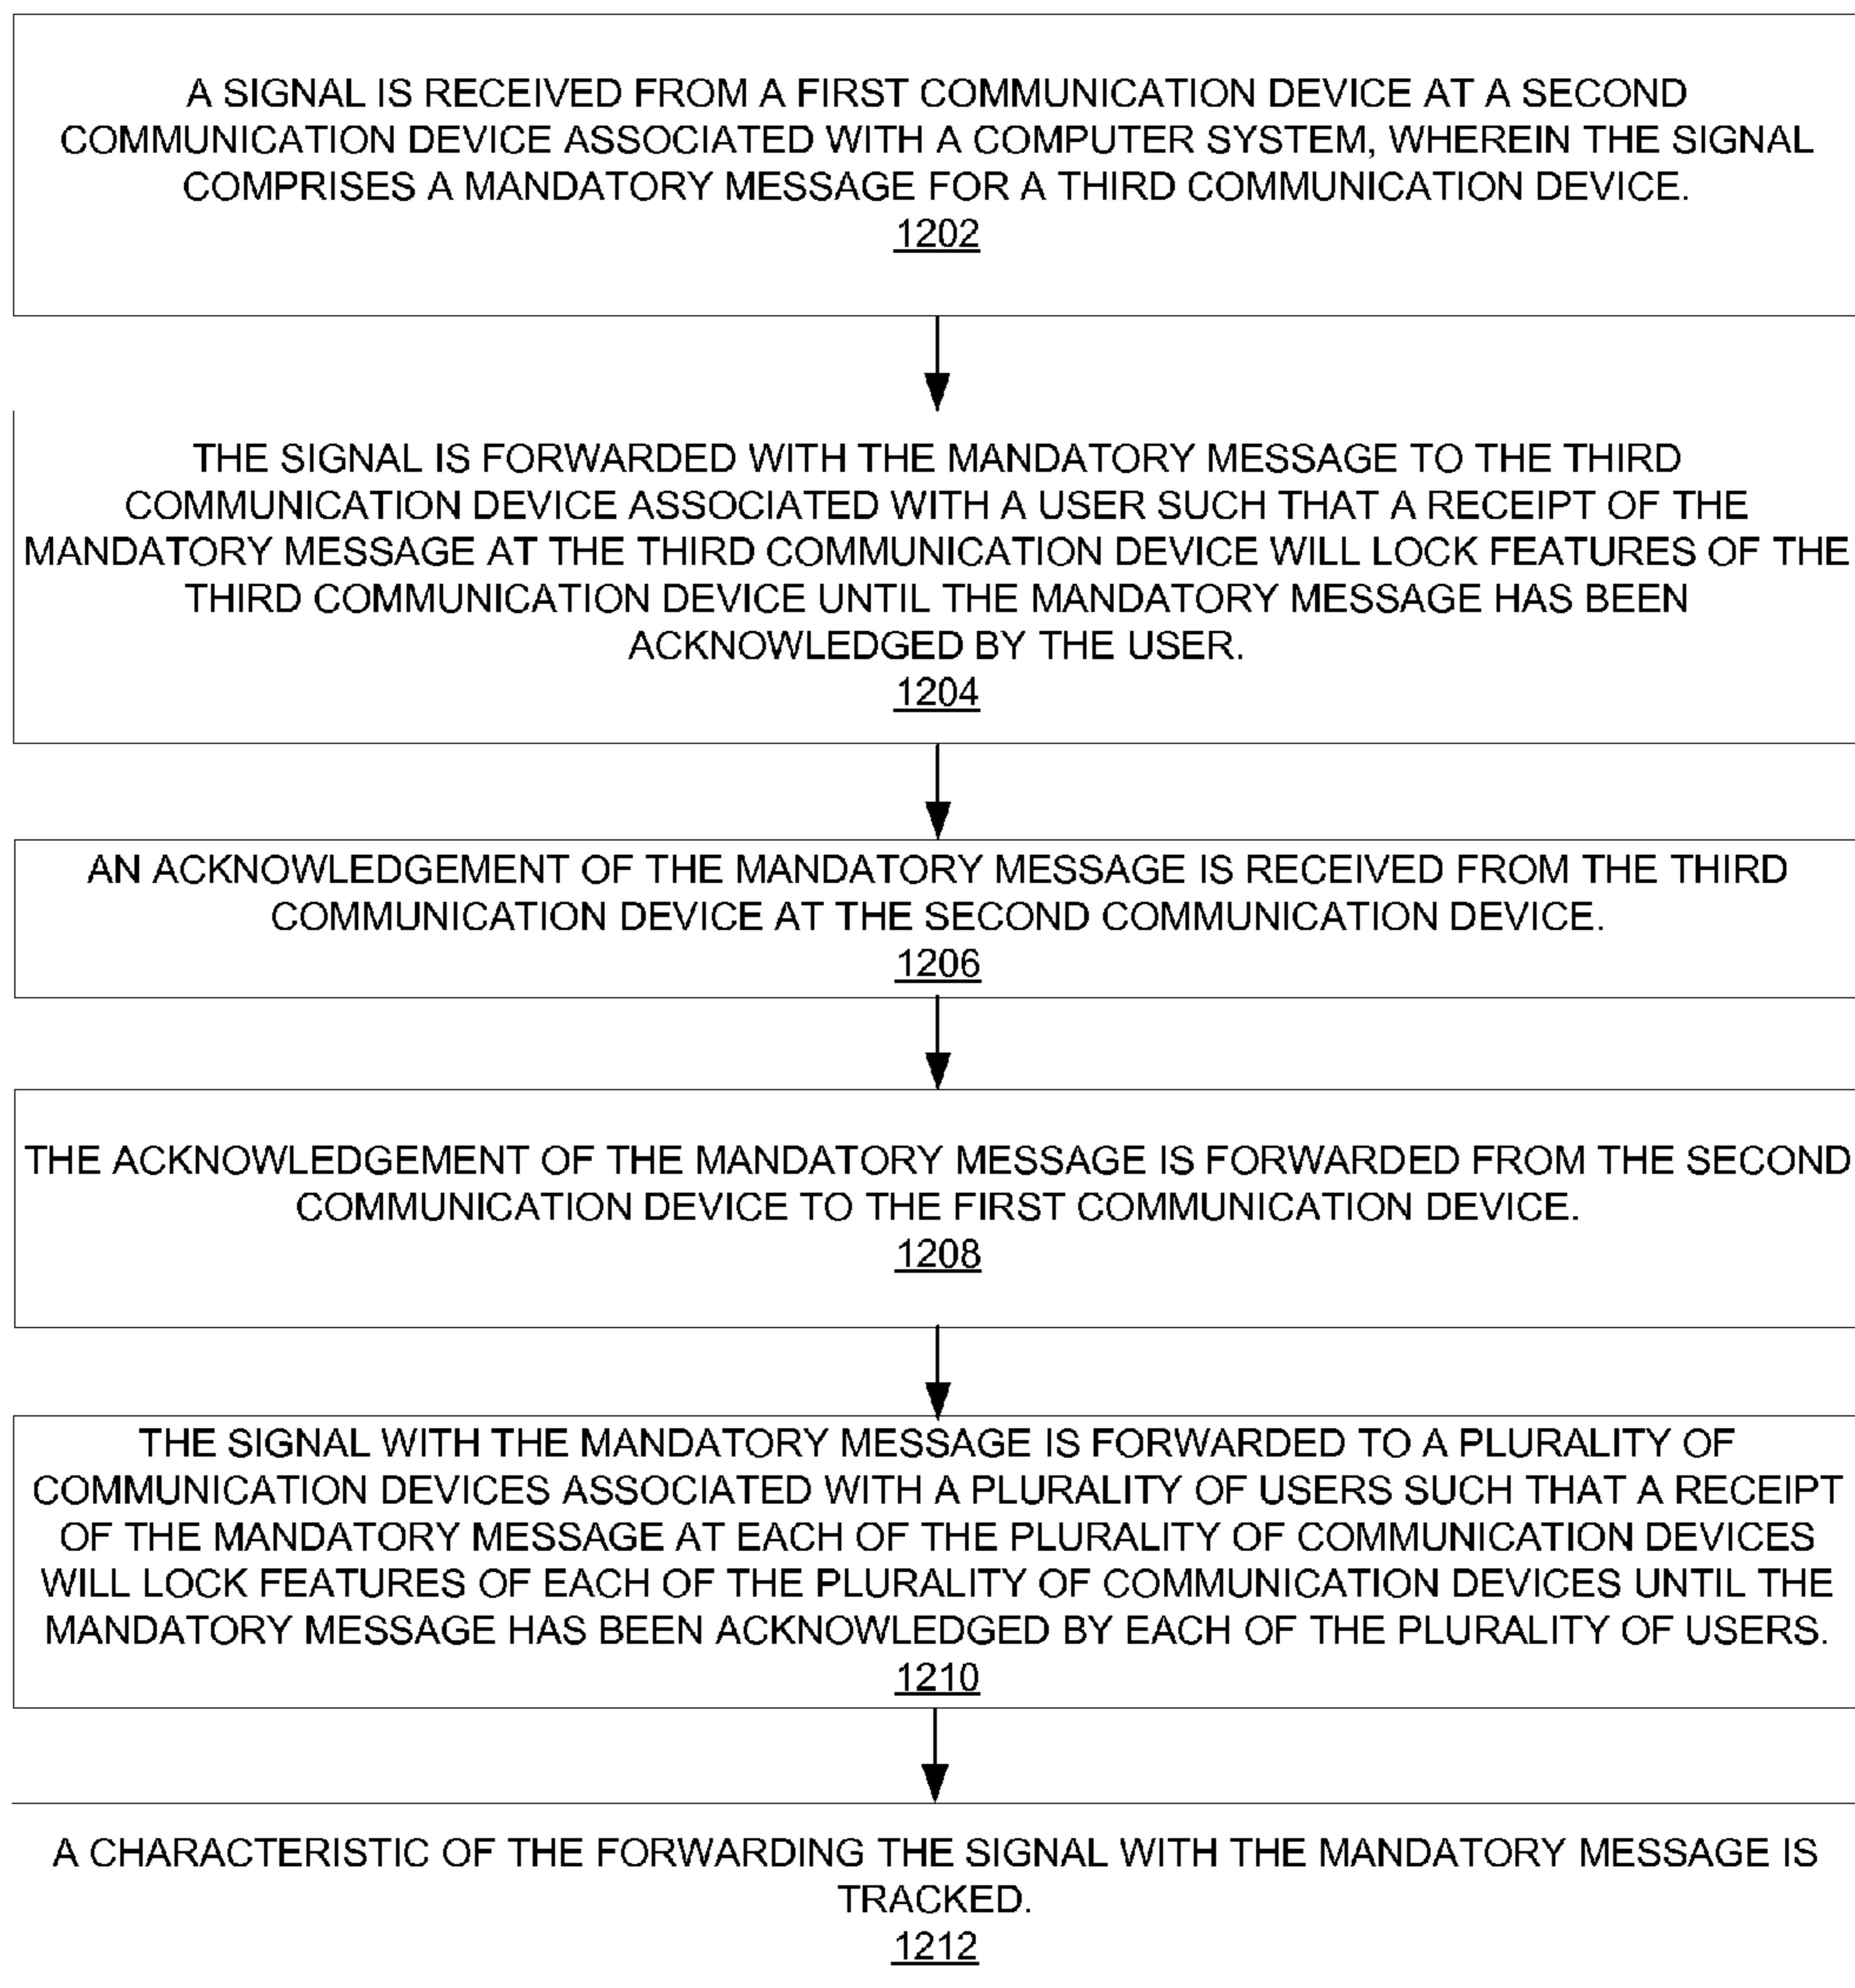 A SIGNAL IS RECEIVED FROM A FIRST COMMUNICATION DEVICE AT A SECOND
COMMUNICATION DEVICE ASSOCIATED WITH A COMPUTER SYSTEM, WHEREIN THE SIGNAL
COMPRISES A MANDATORY MESSAGE FOR A THIRD COMMUNICATION DEVICE.
1202
THE SIGNAL IS FORWARDED WITH THE MANDATORY MESSAGE TO THE THIRD
COMMUNICATION DEVICE ASSOCIATED WITH A USER SUCH THAT A RECEIPT OF THE
MANDATORY MESSAGE AT THE THIRD COMMUNICATION DEVICE WILL LOCK FEATURES OF THE
THIRD COMMUNICATION DEVICE UNTIL THE MANDATORY MESSAGE HAS BEEN
ACKNOWLEDGED BY THE USER.
1204
AN ACKNOWLEDGEMENT OF THE MANDATORY MESSAGE IS RECEIVED FROM THE THIRD
COMMUNICATION DEVICE AT THE SECOND COMMUNICATION DEVICE.
1206
THE ACKNOWLEDGEMENT OF THE MANDATORY MESSAGE IS FORWARDED FROM THE SECOND
COMMUNICATION DEVICE TO THE FIRST COMMUNICATION DEVICE.
1208
THE SIGNAL WITH THE MANDATORY MESSAGE IS FORWARDED TO A PLURALITY OF
COMMUNICATION DEVICES ASSOCIATED WITH A PLURALITY OF USERS SUCH THAT A RECEIPT
OF THE MANDATORY MESSAGE AT EACH OF THE PLURALITY OF COMMUNICATION DEVICES
WILL LOCK FEATURES OF EACH OF THE PLURALITY OF COMMUNICATION DEVICES UNTIL THE
MANDATORY MESSAGE HAS BEEN ACKNOWLEDGED BY EACH OF THE PLURALITY OF USERS.
1210
A CHARACTERISTIC OF THE FORWARDING THE SIGNAL WITH THE MANDATORY MESSAGE IS
TRACKED.
1212